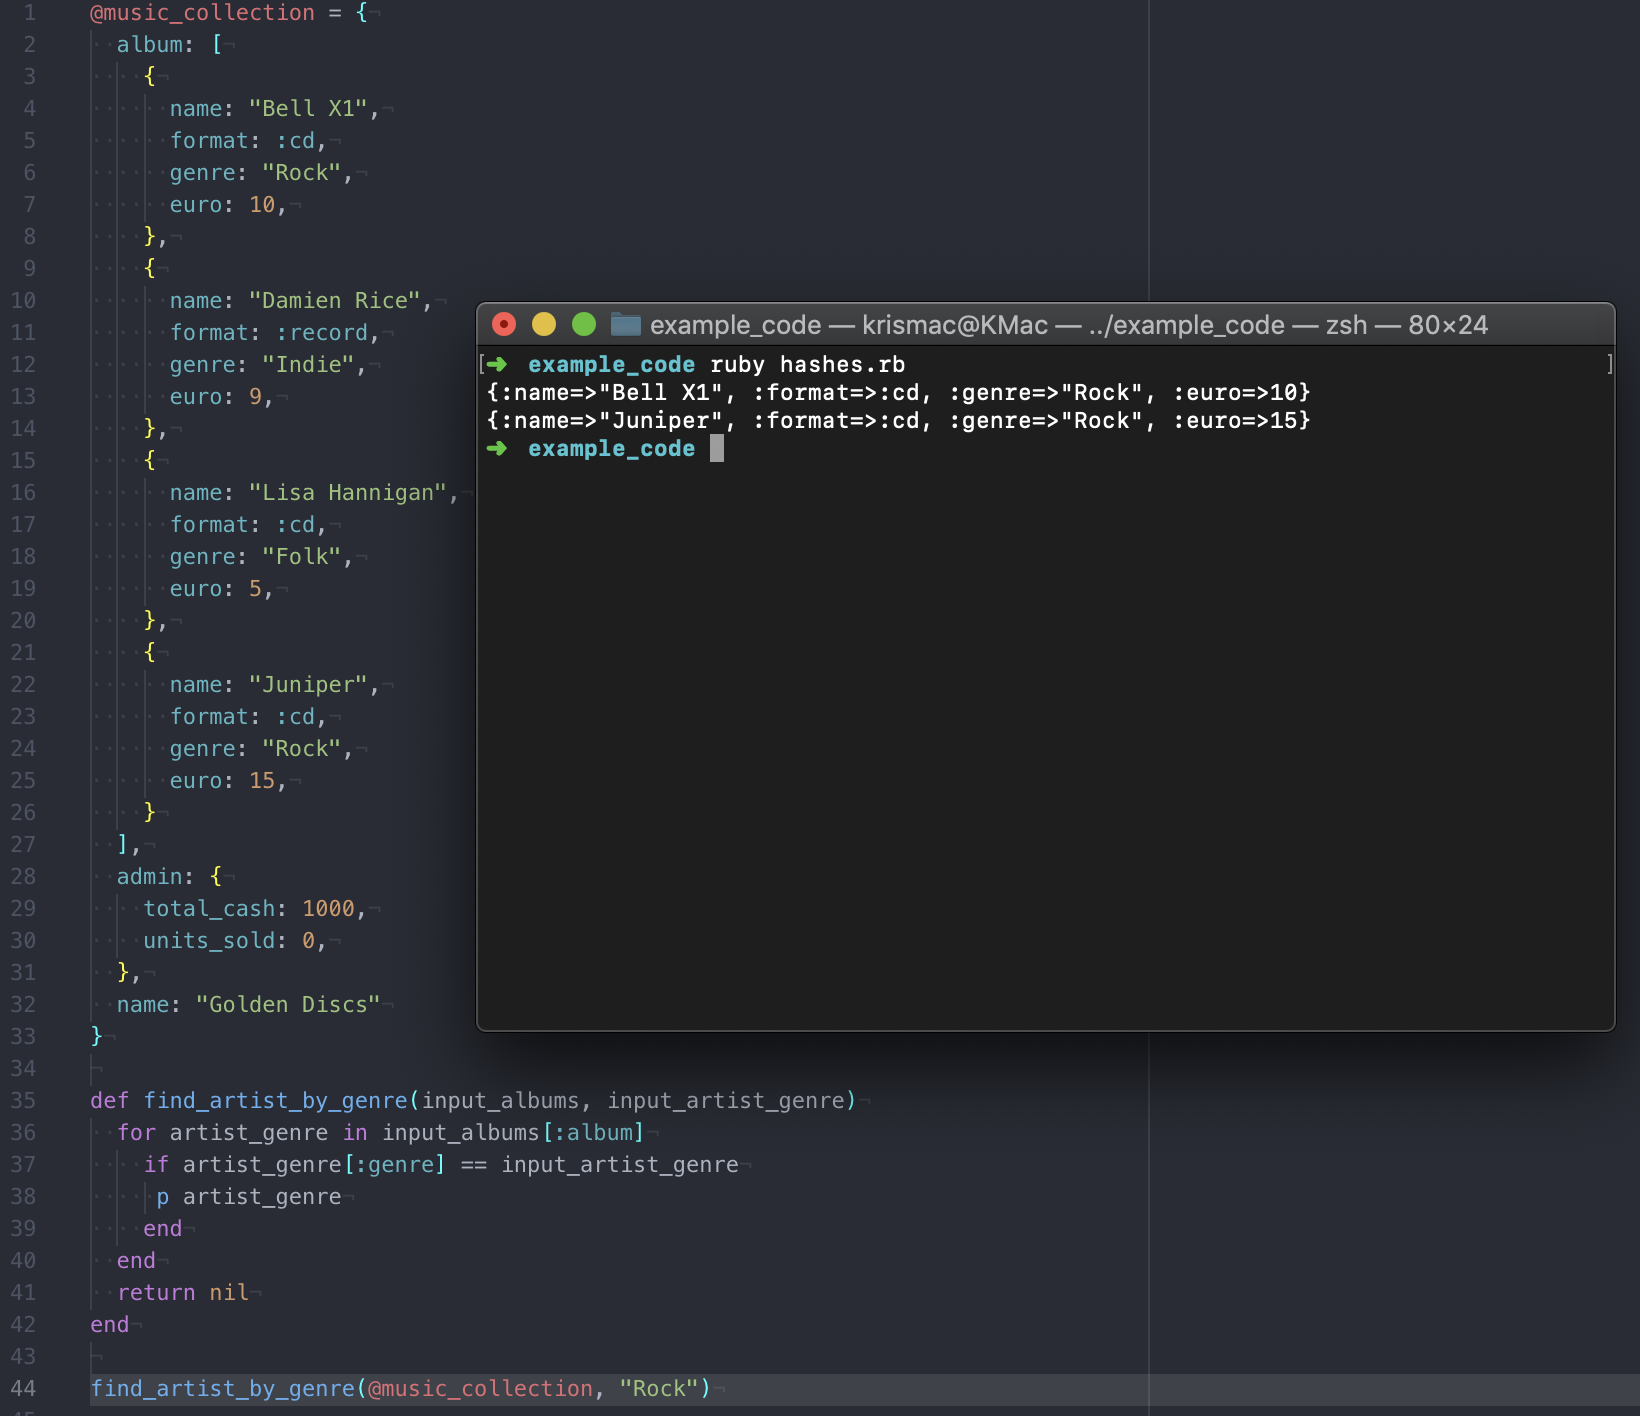 1 @music_collection = {
2 album: [
3 {
4 name: "Bell X1",
5 format: :cd,
6 genre: "Rock",
7 euro: 10,
8 },
9 {
10 name: "Damien Rice",
11 format: :record,
12 genre: "Indie",
13 euro: 9,
14 },
15 {
16 name: "Lisa Hannigan",
17 format: :cd,
18 genre: "Folk",
19 euro: 5,
20 },
21 {
22 name: "Juniper",
23 format: :cd,
24 genre: "Rock",
25 euro: 15,
26 }
27 ],
28 admin: {
29 total_cash: 1000,
30 units_sold: 0,
31 },
32 name: "Golden Discs"
33 }
34
35 def find_artist_by_genre(input_albums, input_artist_genre)
36 for artist_genre in input_albums[:album]
37 if artist_genre[:genre] == input_artist_genre
38 p artist_genre
39 end
40 end
41 return nil
42 end
43
44 find_artist_by_genre(@music_collection, "Rock")
example_code — krismac@KMac — ../example_code — zsh — 80×24
[➜ example_code ruby hashes.rb ]
{:name=>"Bell X1", :format=>:cd, :genre=>"Rock", :euro=>10}
{:name=>"Juniper", :format=>:cd, :genre=>"Rock", :euro=>15}
➜ example_code